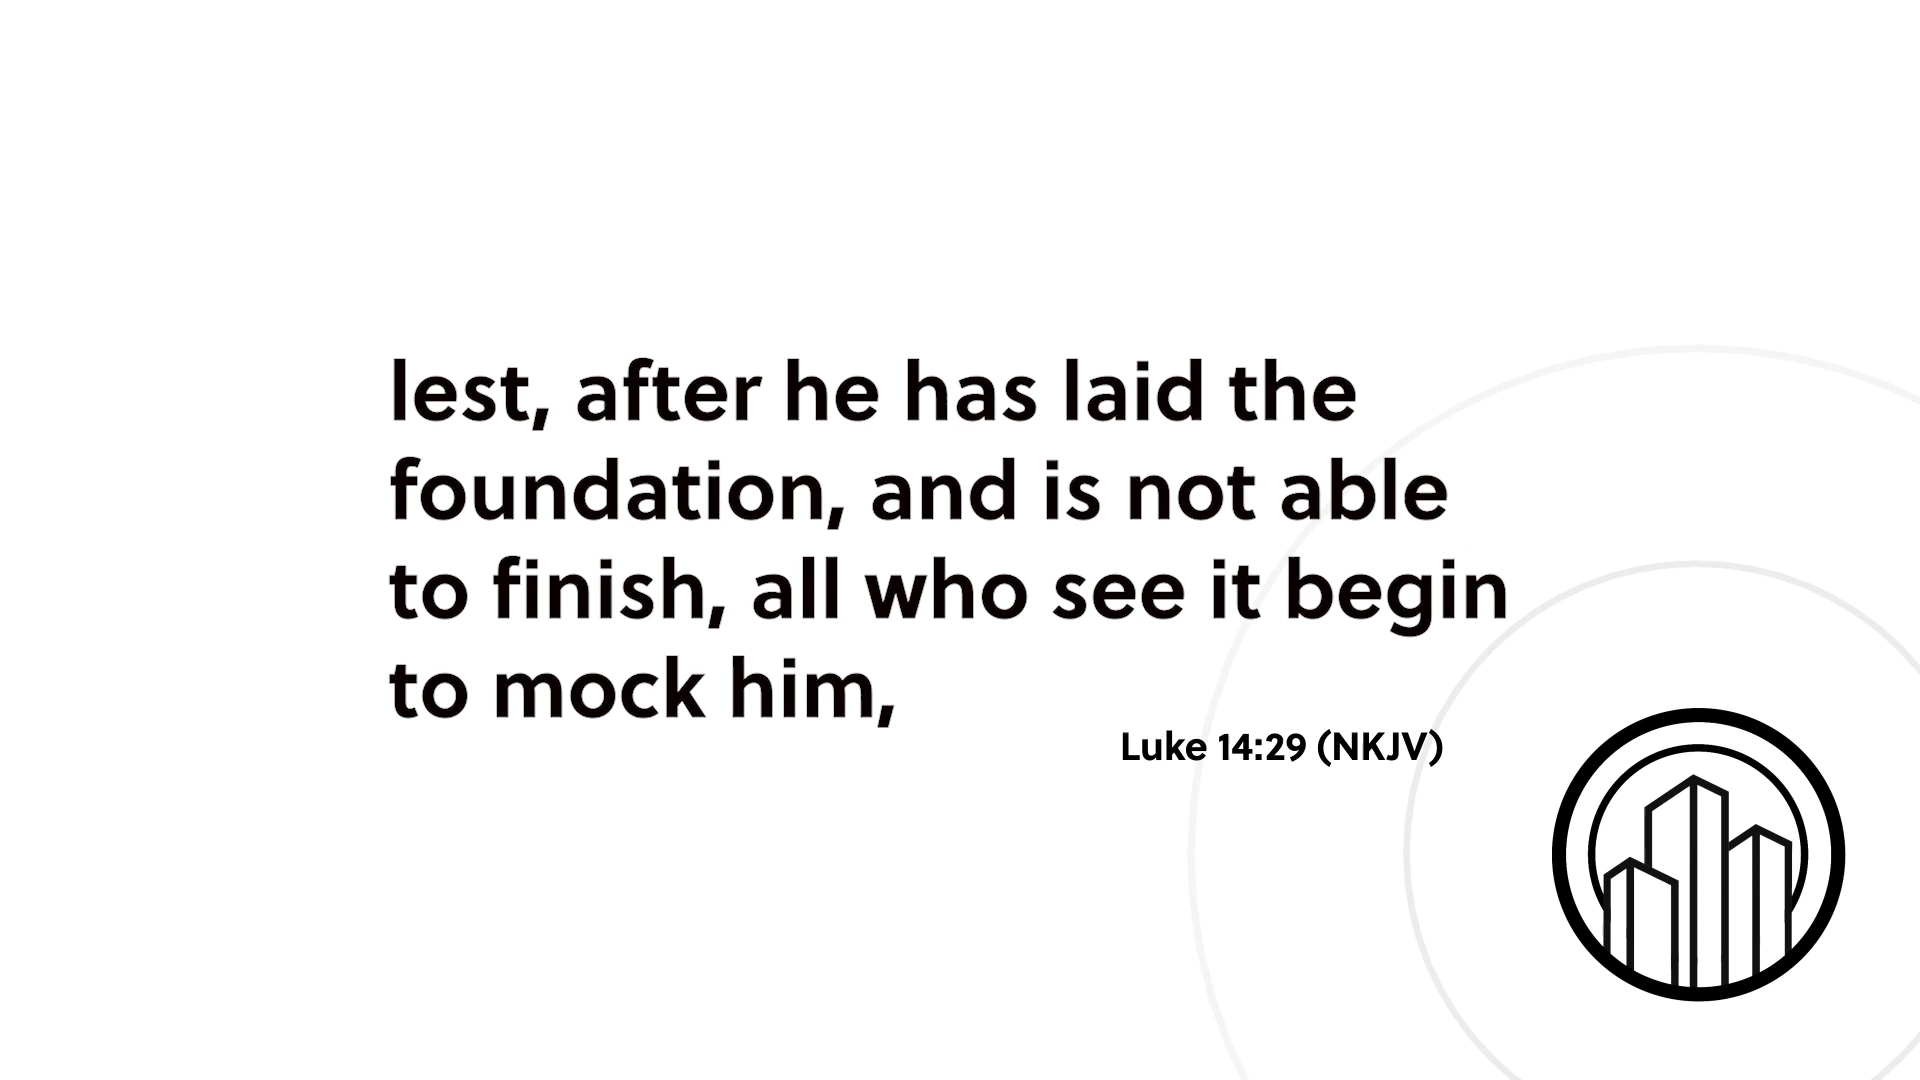 lest, after he has laid the
foundation, and is not able
to finish, all who see it begin
to mock him,
Luke 14:29 (NKJV)